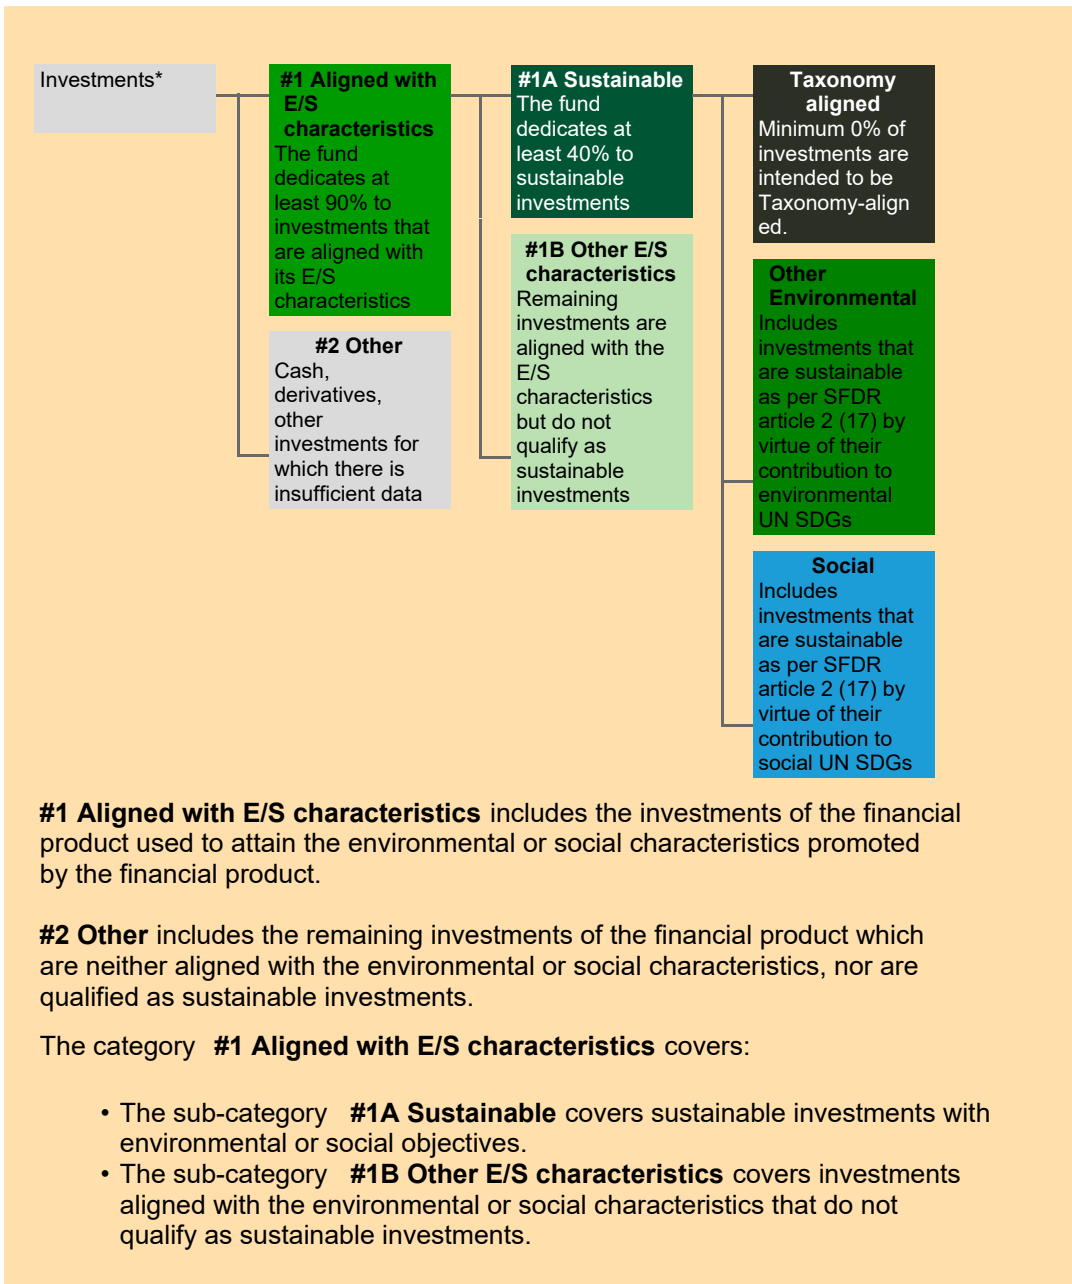 Investments*
#1 Aligned with
E/S
characteristics
The fund
dedicates at
least 90% to
investments that
are aligned with
its E/S
characteristics
#2 Other
Cash,
derivatives,
other
investments for
which there is
insufficient data
#1A Sustainable
The fund
dedicates at
least 40% to
sustainable
investments
#1B Other E/S
characteristics
Remaining
investments are
aligned with the
E/S
characteristics
but do not
qualify as
sustainable
investments
Taxonomy
aligned
Minimum 0% of
investments are
intended to be
Taxonomy-align
ed.
Other
Environmental
Includes
investments that
are sustainable
as per SFDR
article 2 (17) by
virtue of their
contribution to
environmental
UN SDGs
Social
Includes
investments that
are sustainable
as per SFDR
article 2 (17) by
virtue of their
contribution to
social UN SDGs
#1 Aligned with E/S characteristics includes the investments of the financial
product used to attain the environmental or social characteristics promoted
by the financial product.
#2 Other includes the remaining investments of the financial product which
are neither aligned with the environmental or social characteristics, nor are
qualified as sustainable investments.
The category #1 Aligned with E/S characteristics covers:
• The sub-category #1A Sustainable covers sustainable investments with
environmental or social objectives.
• The sub-category #1B Other E/S characteristics covers investments
aligned with the environmental or social characteristics that do not
qualify as sustainable investments.